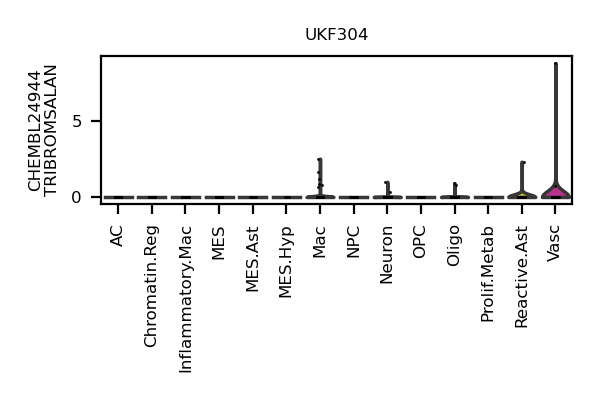 UKF304
CHEMBL24944
TRIBROMSALAN
5
0
AC
Chromatin.Reg
Inflammatory.Mac
MES
MES.Ast
MES.Hyp
Mac
NPC
Neuron
OPC
Oligo
Prolif.Metab
Reactive.Ast
Vasc